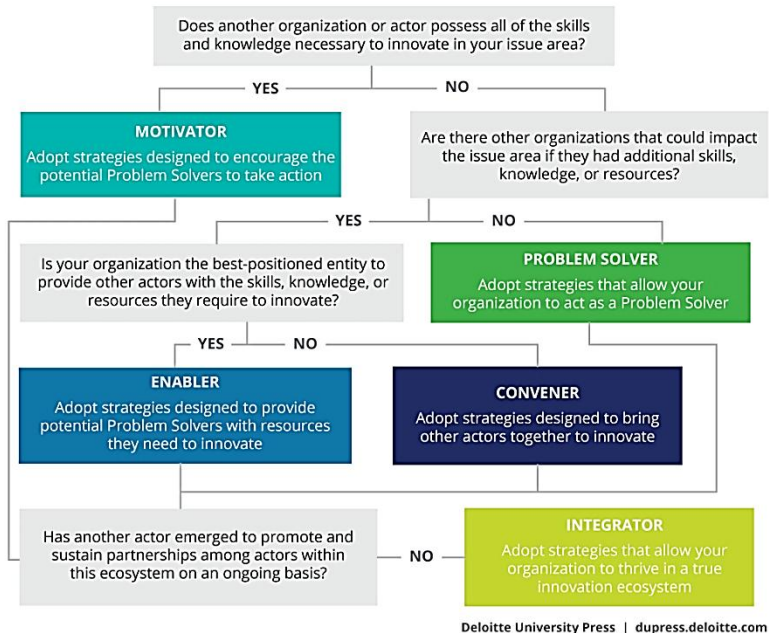 Does another organization or actor possess all of the skills
and knowledge necessary to innovate in your issue area?
YES
NO
MOTIVATOR
Adopt strategies designed to encourage the
potential Problem Solvers to take action
Are there other organizations that could impact
the issue area if they had additional skills,
knowledge, or resources?
YES
NO
Is your organization the best-positioned entity to
provide other actors with the skills, knowledge, or
resources they require to innovate?
PROBLEM SOLVER
Adopt strategies that allow your
organization to act as a Problem Solver
YES
NO
ENABLER
Adopt strategies designed to provide
potential Problem Solvers with resources
they need to innovate
CONVENER
Adopt strategies designed to bring
other actors together to innovate
Has another actor emerged to promote and
sustain partnerships among actors within
this ecosystem on an ongoing basis?
NO
INTEGRATOR
Adopt strategies that allow your
organization to thrive in a true
innovation ecosystem
Deloitte University Press | dupress.deloitte.com